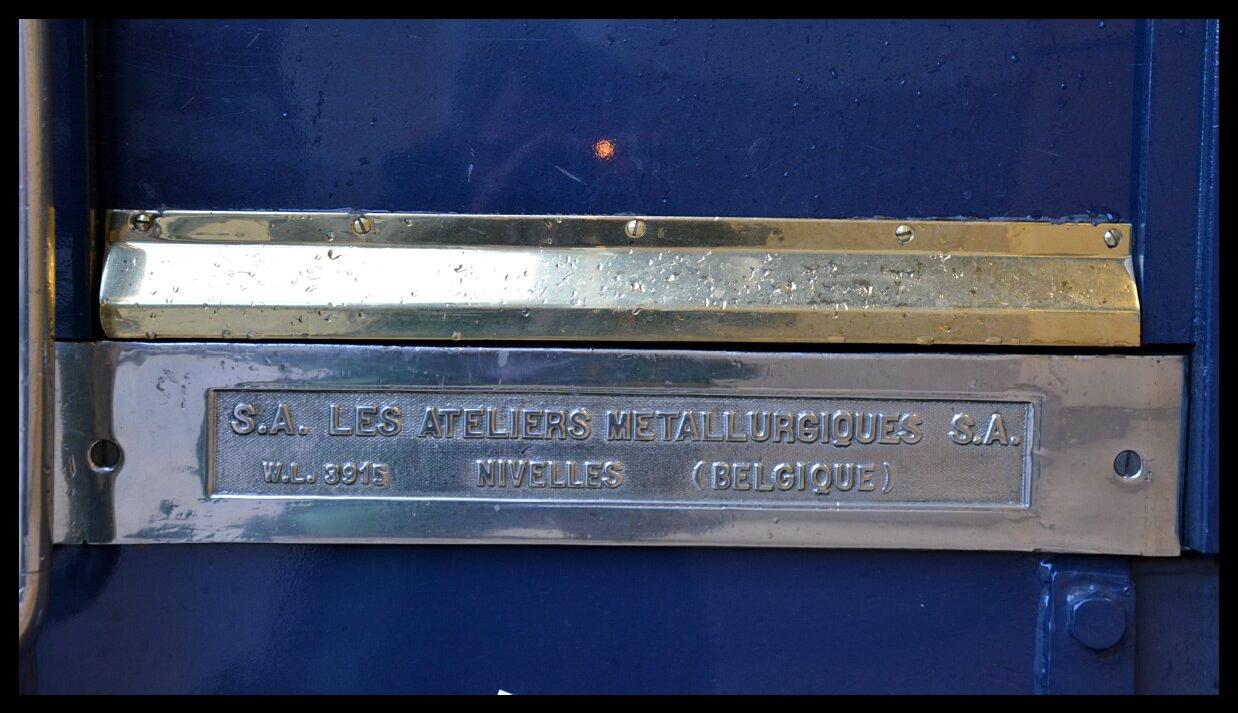 S.A. LES ATELIERS METALLURGIQUES S.A.
W.L. 3915 NIVELLES (BELGIQUE)